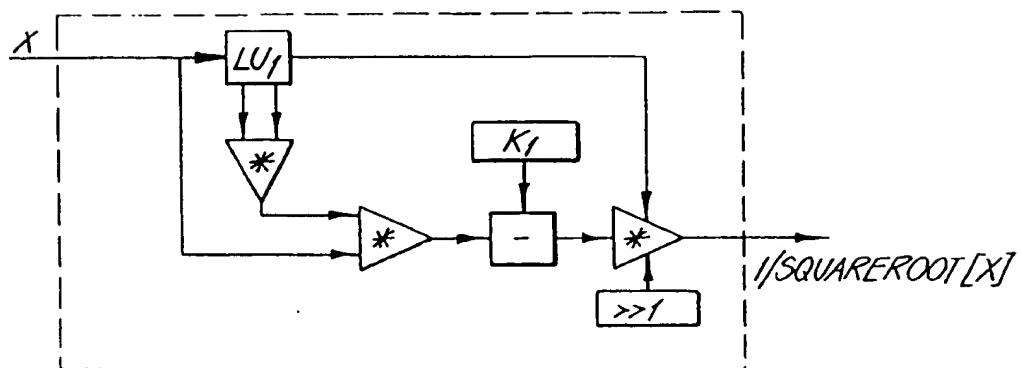 X
LU1
*
K1
*
-
*
1/SQUAREROOT[X]
>>1